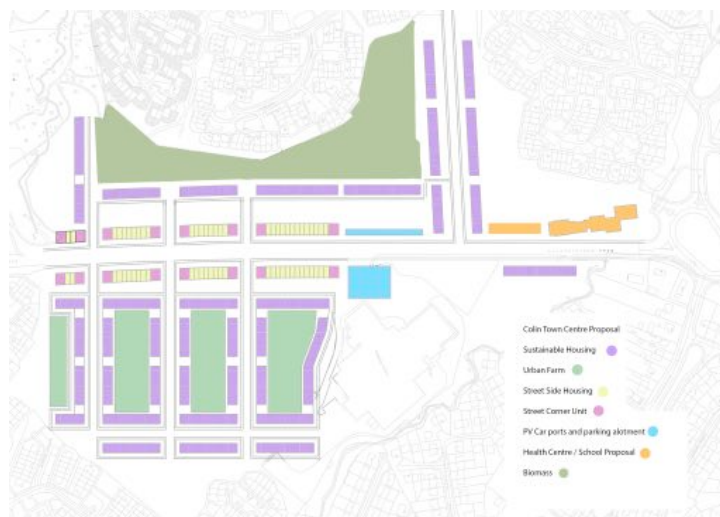 Colin Town Centre Proposal
Sustainable Housing
Urban Farm
Street Side Housing
Street Corner Unit
PV Car ports and parking alotment
Health Centre / School Proposal
Biomass